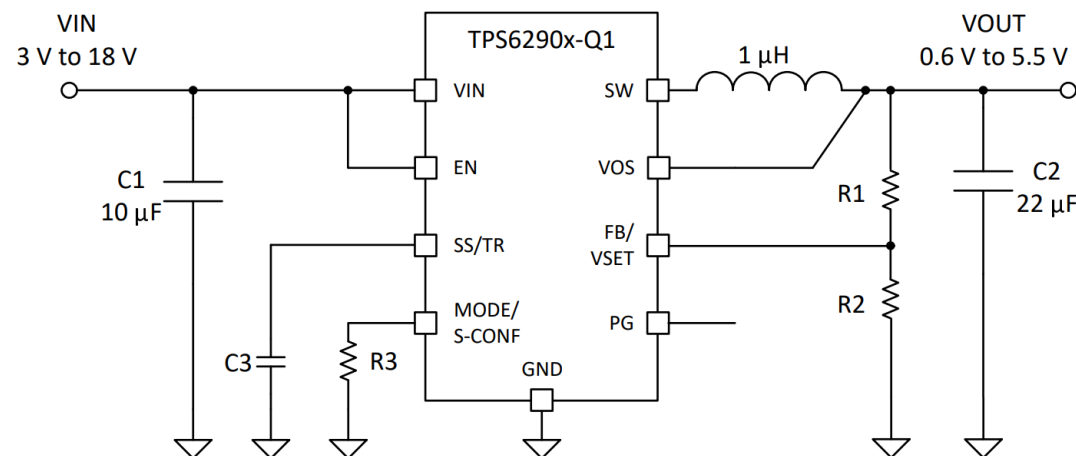 VIN
3 V to 18 V
TPS6290x-Q1
1 µH
VOUT
0.6 V to 5.5 V
VIN
SW
EN
VOS
C1
10 µF
R1
C2
22 µF
SS/TR
FB/
VSET
MODE/
S-CONF
PG
R2
C3
R3
GND